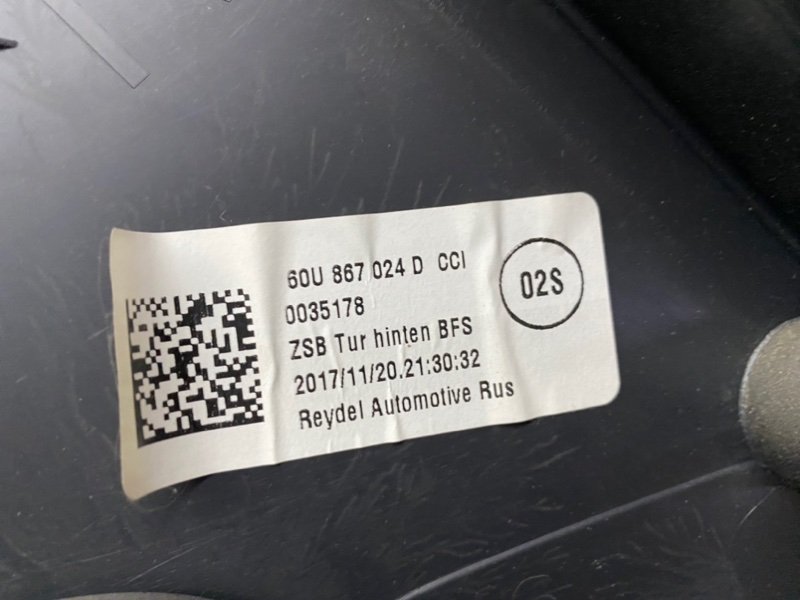 60U 867 024 D CCI
0035178
ZSB Tur hinten BFS
2017/11/20.21:30:32
Reydel Automotive Rus
02S